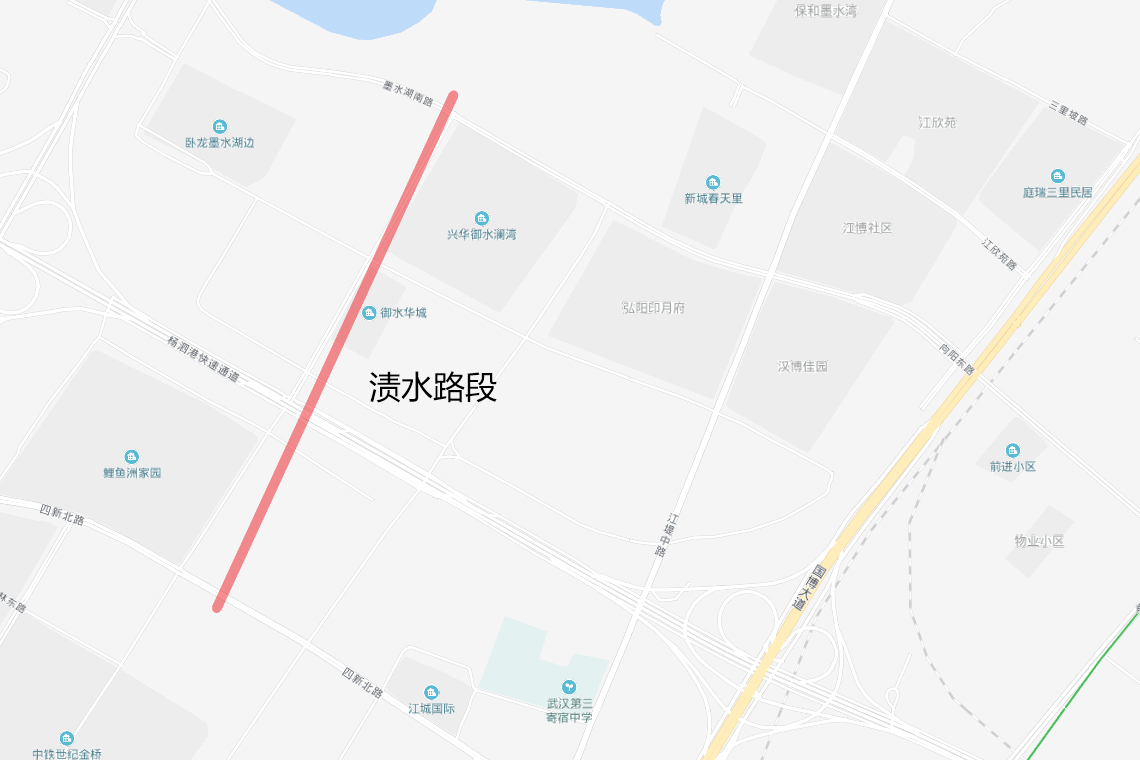 保和墨水湾
墨水湖南路
三里坡路
江欣苑
卧龙墨水湖边
新城春天里
庭瑞三里民居
兴华御水澜湾
江博社区
江欣苑路
弘阳印月府
御水华城
杨泗港快速通道
向阳东路
汉博佳园
渍水路段
鲤鱼洲家园
前进小区
四新北路
江堤中路
物业小区
国博大道
林东路
四新北路
武汉第三
寄宿中学
江城国际
中铁世纪金桥